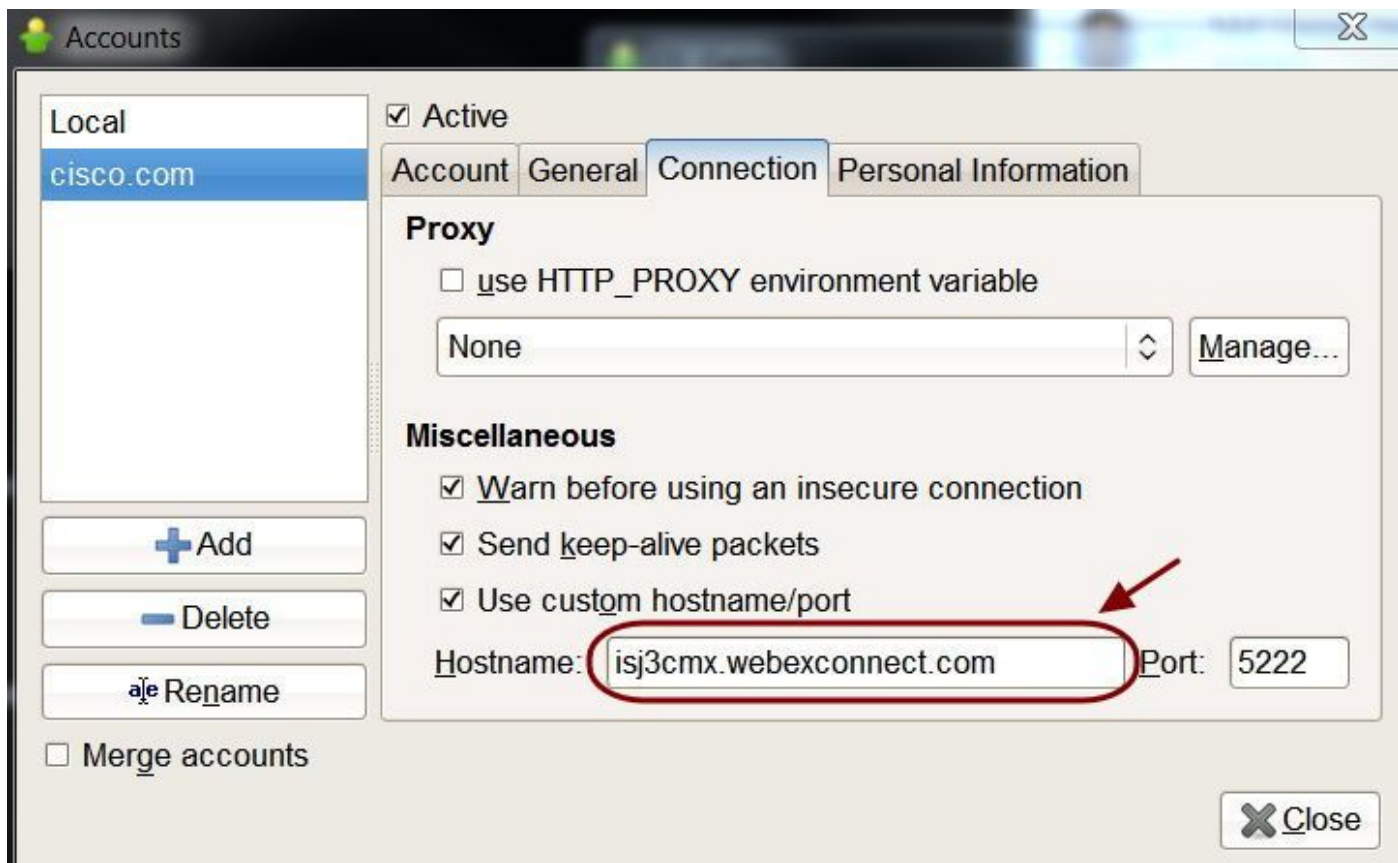 Accounts
Local
cisco.com
Add
Delete
Rename
Merge accounts
Active
Account General Connection Personal Information
Proxy
use HTTP_PROXY environment variable
None Manage...
Miscellaneous
Warn before using an insecure connection
Send keep-alive packets
Use custom hostname/port
Hostname: isj3cmx.webexconnect.com Port: 5222
Close